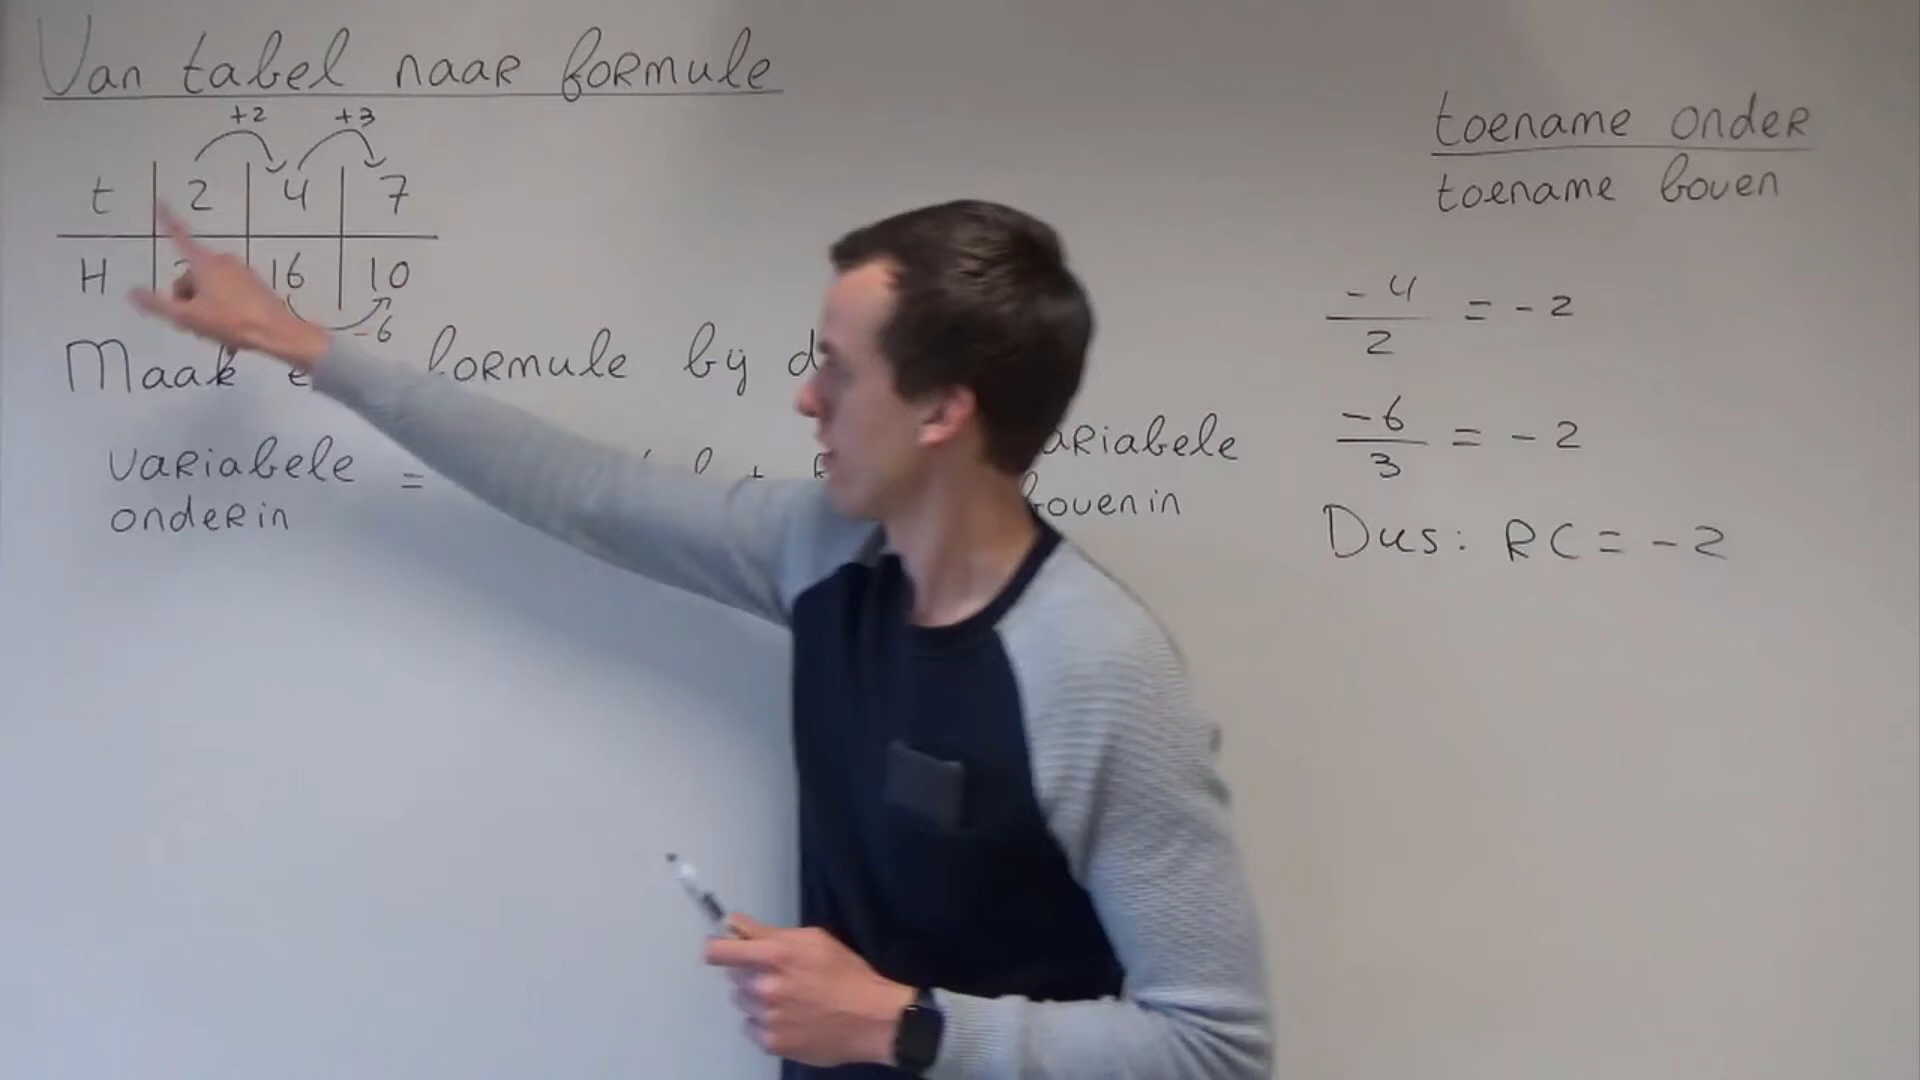 Van tabel naar formule
+2 +3
t 2 4 7
H 16 10
-6
Maak formule bij
variabele = + variabele
onderin bovenin
toename onder
toename boven
-4
2
= -2
-6
3
= -2
Dus: RC = -2